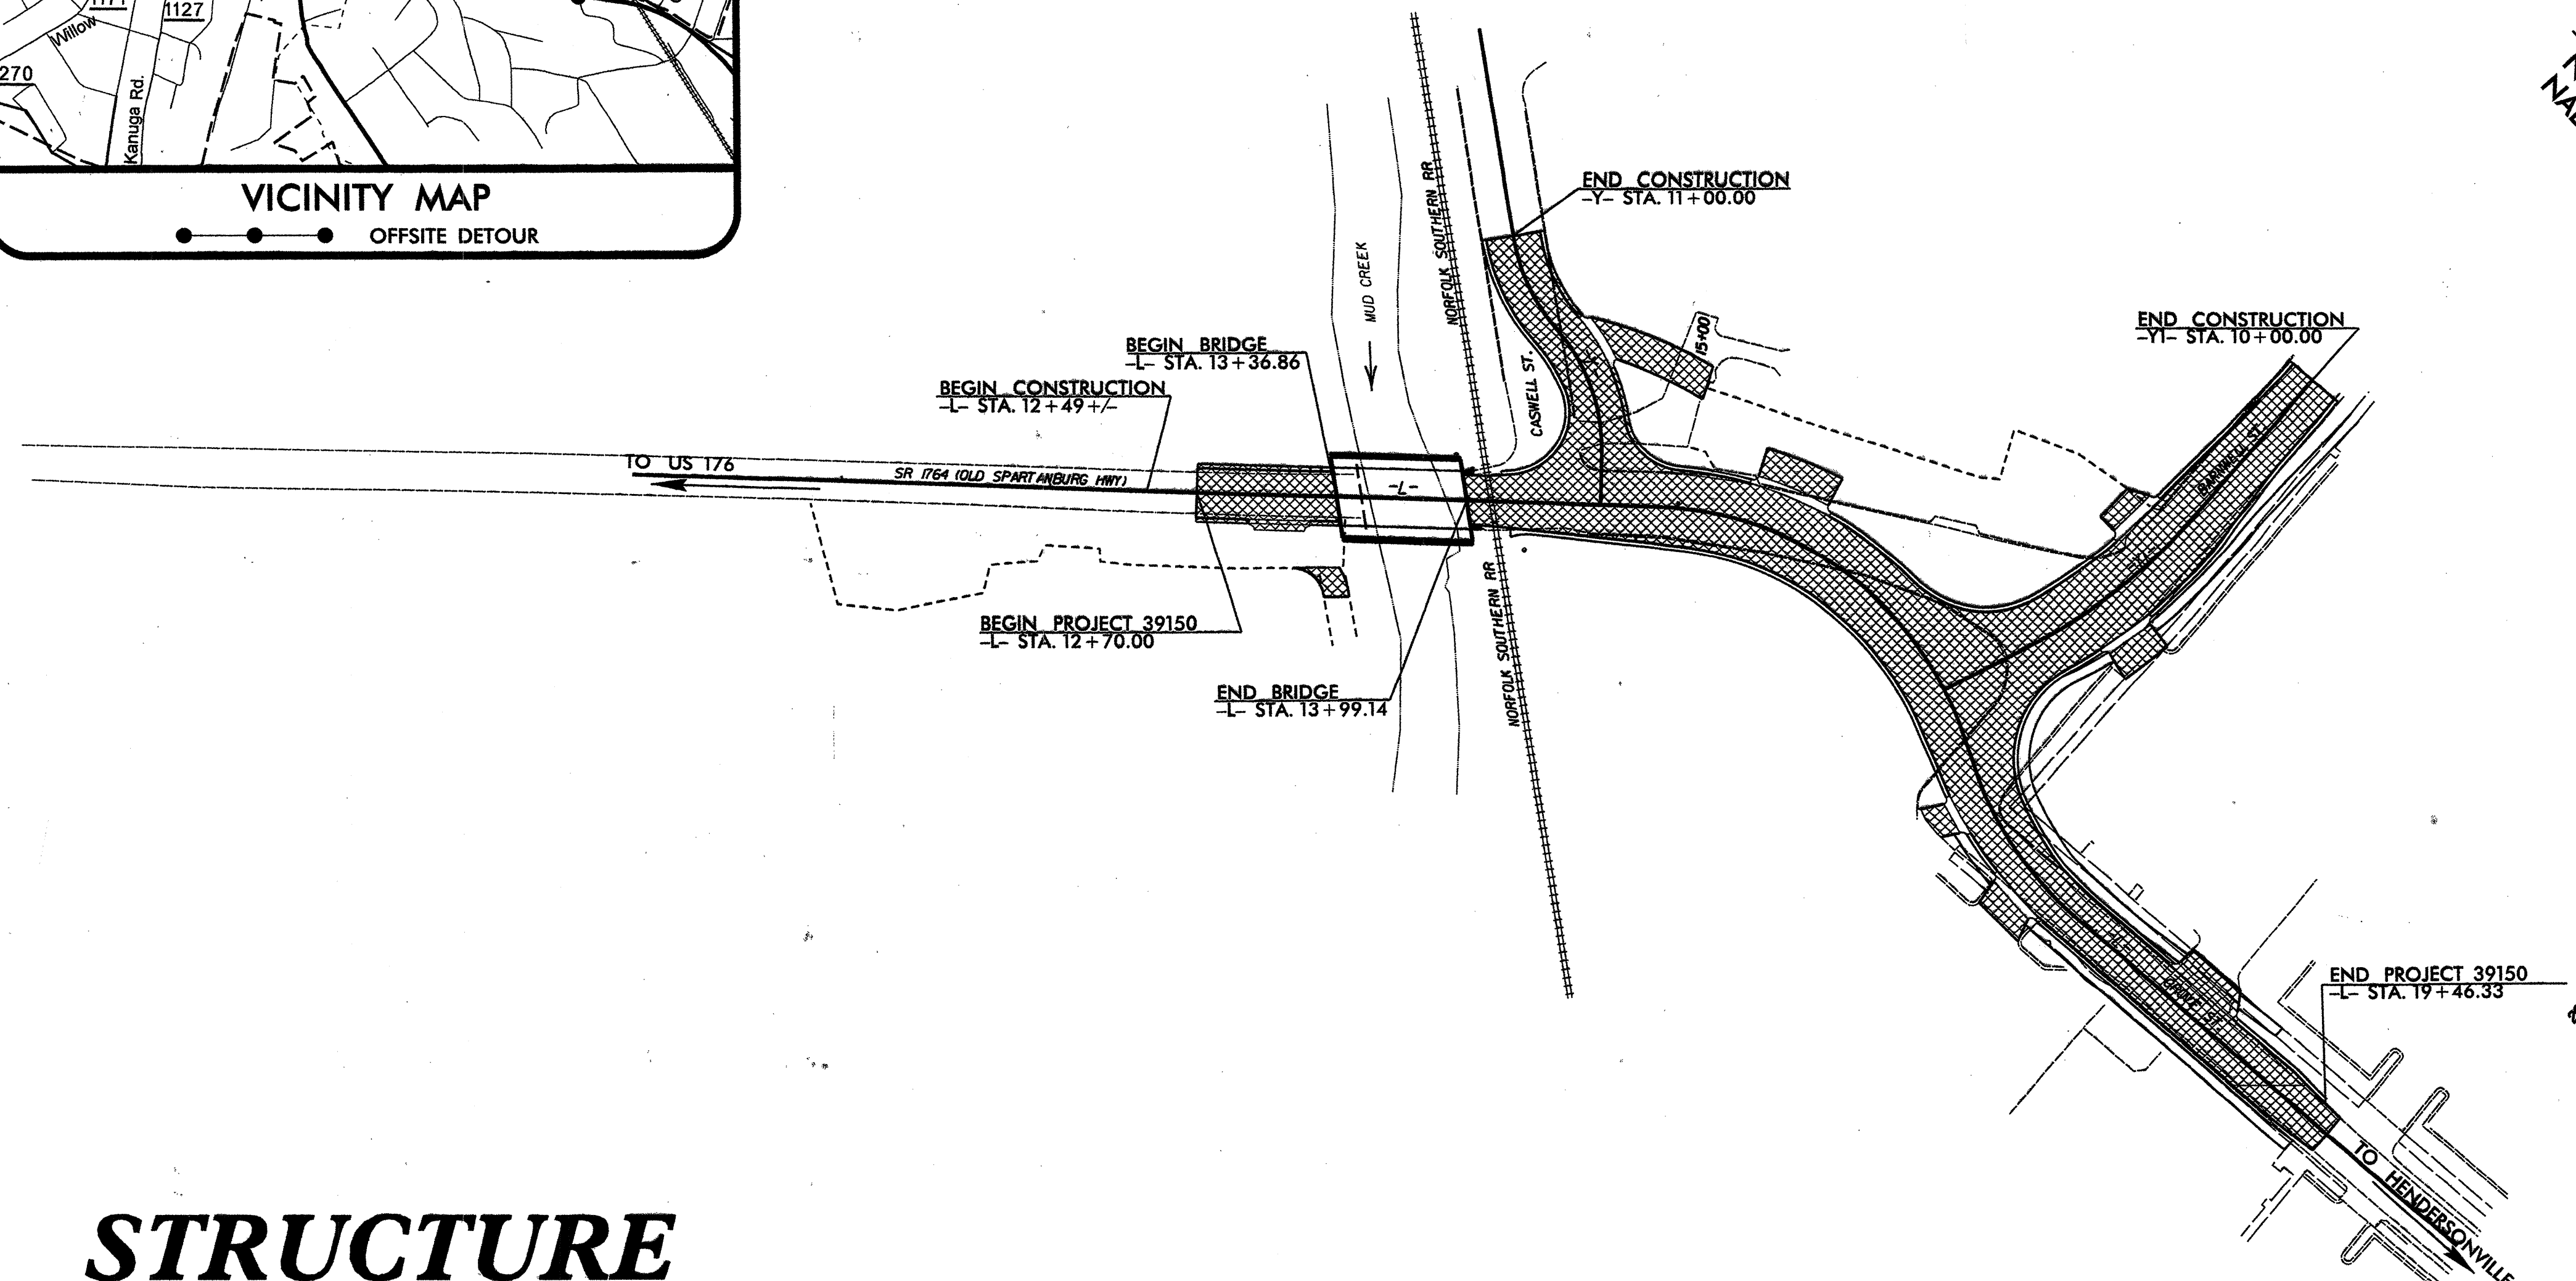 1127
Willow
270
Kanuga Rd.
VICINITY MAP
OFFSITE DETOUR
NORFOLK SOUTHERN RR
MUD CREEK
END CONSTRUCTION
-Y- STA. 11+00.00
15+00
CASWELL ST.
END CONSTRUCTION
-Y1- STA. 10+00.00
BARNWELL ST.
BEGIN BRIDGE
-L- STA. 13+36.86
BEGIN CONSTRUCTION
-L- STA. 12+49+/-
TO US 176
SR 1764 (OLD SPARTANBURG HWY)
-L-
BEGIN PROJECT 39150
-L- STA. 12+70.00
END BRIDGE
-L- STA. 13+99.14
NORFOLK SOUTHERN RR
-L-
END PROJECT 39150
-L- STA. 19+46.33
TO HENDERSONVILLE
STRUCTURE